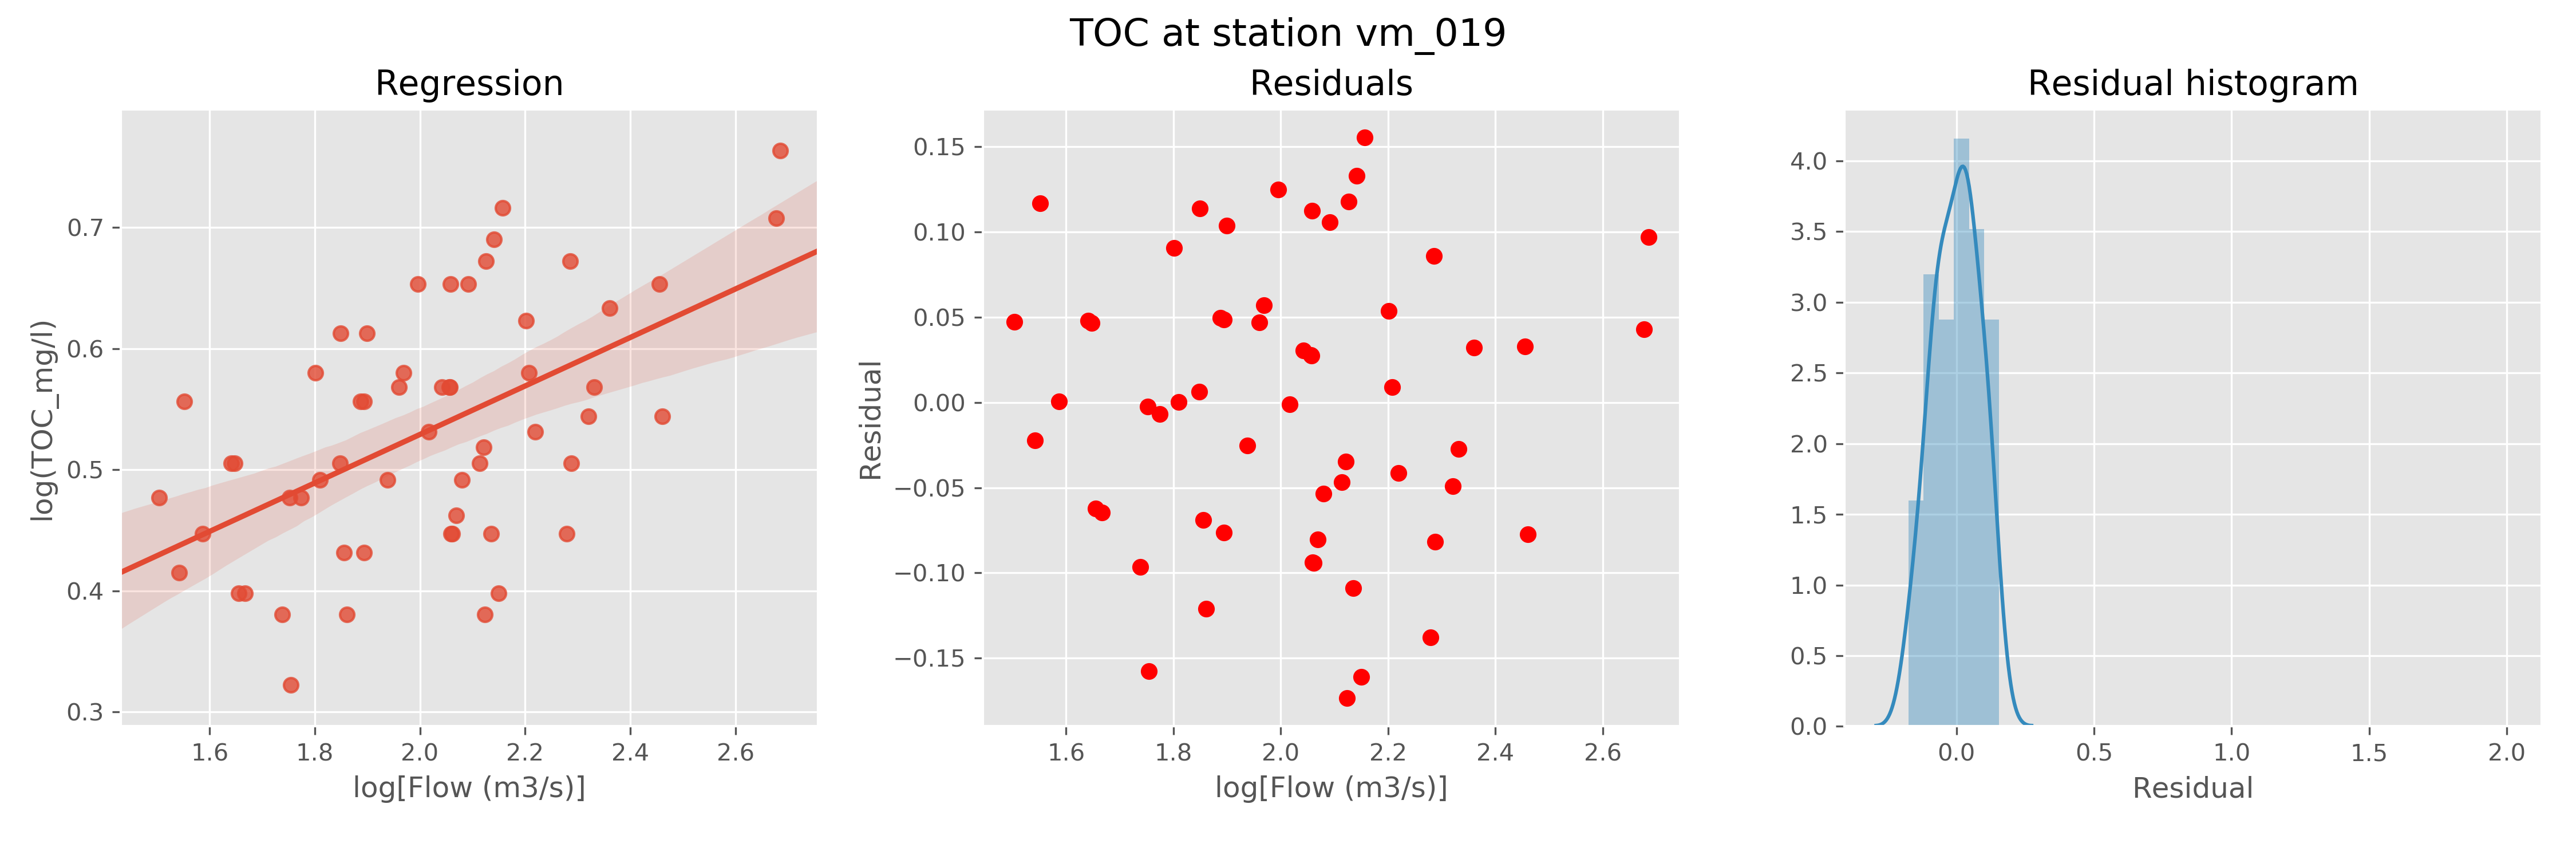 TOC at station vm_019
Regression
Residuals
Residual histogram
log(TOC_mg/l)
0.7
0.6
0.5
0.4
0.3
1.6 1.8 2.0 2.2 2.4 2.6
log[Flow (m3/s)]
Residual
0.15
0.10
0.05
0.00
−0.05
−0.10
−0.15
1.6 1.8 2.0 2.2 2.4 2.6
log[Flow (m3/s)]
4.0
3.5
3.0
2.5
2.0
1.5
1.0
0.5
0.0
0.0 0.5 1.0 1.5 2.0
Residual